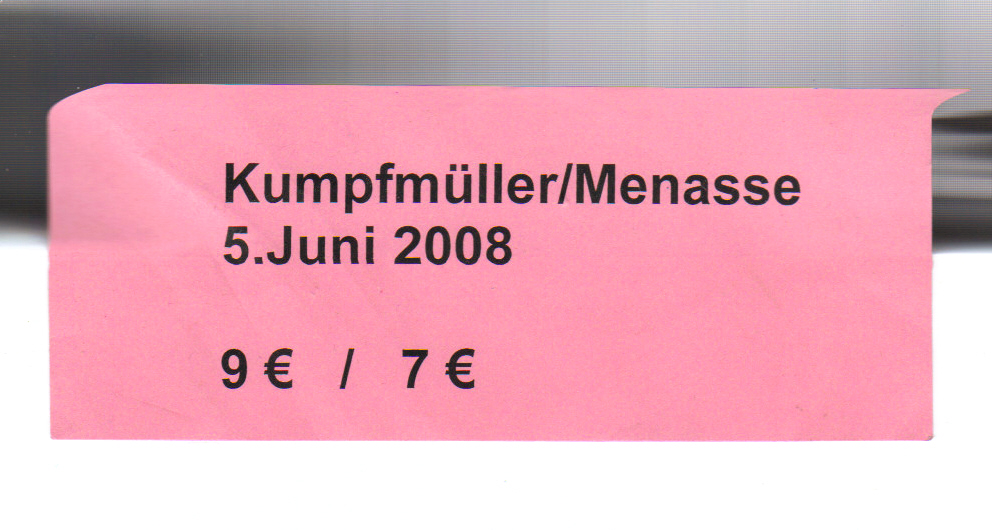 Kumpfmüller/Menasse
5.Juni 2008
9 € / 7 €